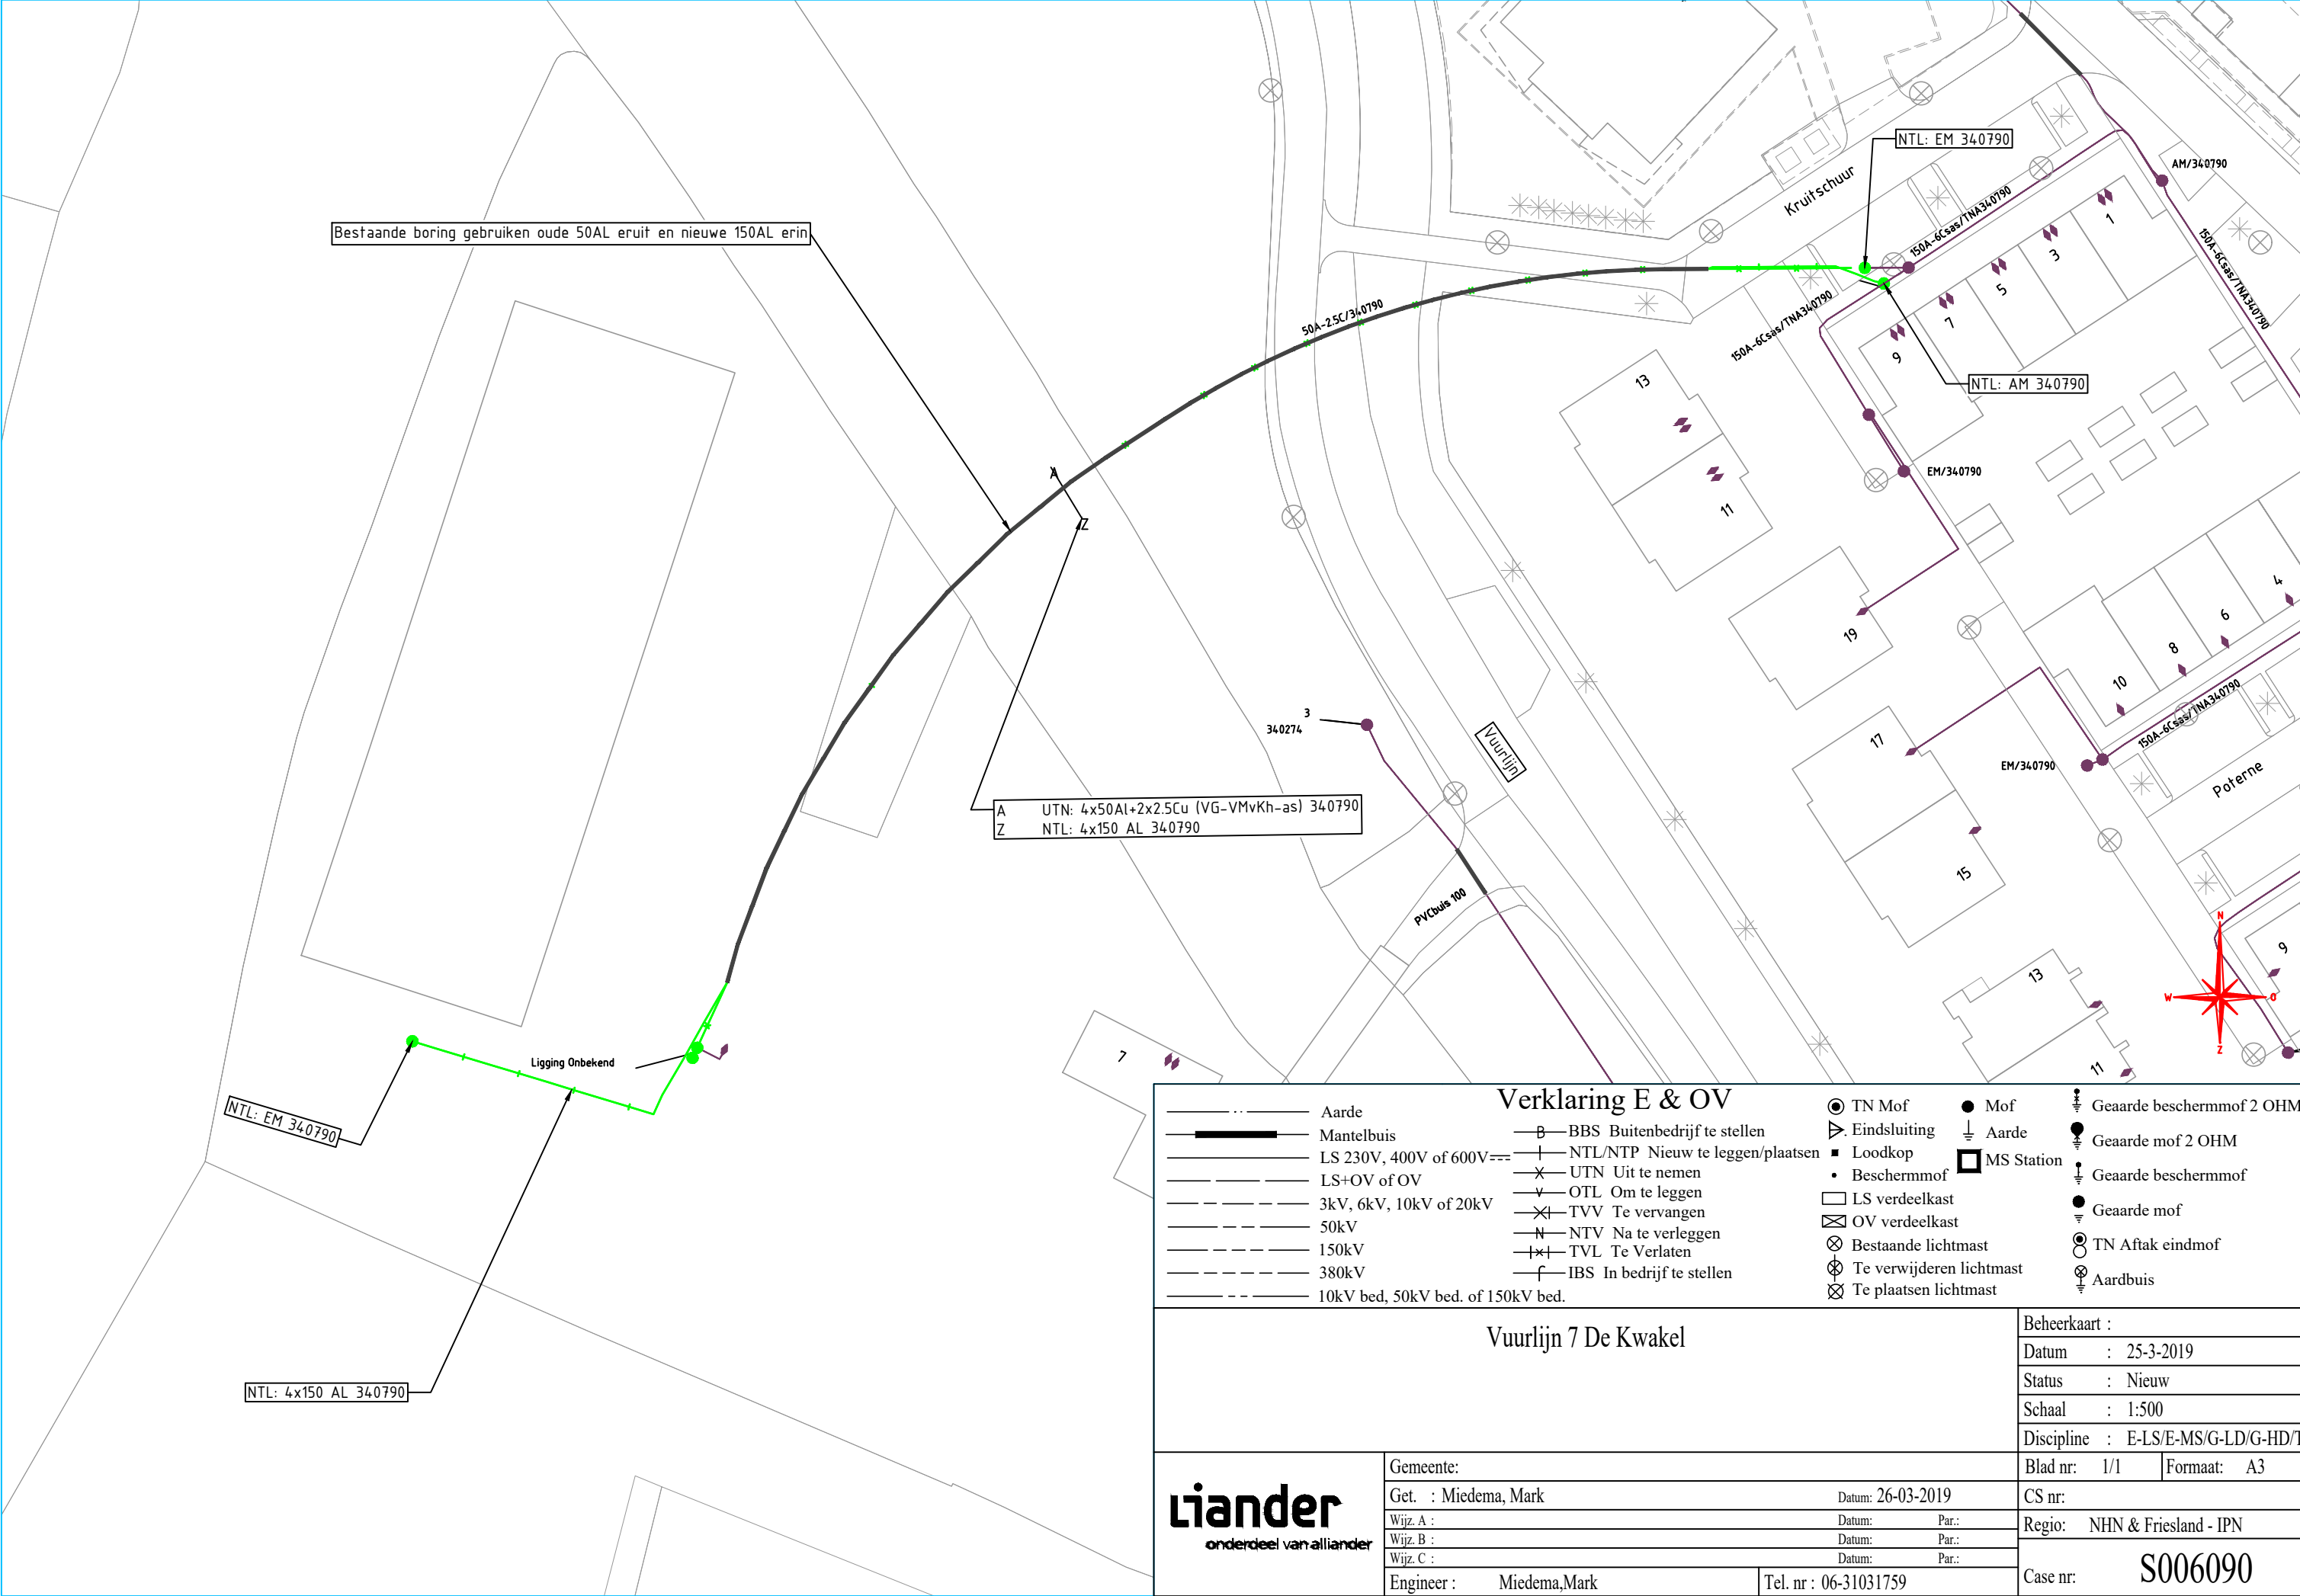 NTL: EM 340790
AM/340790
Kruitschuur
150A-6Csas/TNA340790
1
3
5
7
9
150A-6Csas/TNA340790
Bestaande boring gebruiken oude 50AL eruit en nieuwe 150AL erin
50A-2.5C/340790
150A-6Csas/TNA340790
NTL: AM 340790
13
11
EM/340790
A
Z
19
4
6
8
10
150A-6Csas/TNA340790
3
340274
Vuurlijn
17
EM/340790
Poterne
A UTN: 4x50Al+2x2.5Cu (VG-VMvKh-as) 340790
Z NTL: 4x150 AL 340790
15
PVCbuis 100
9
13
11
N
W
O
Z
7
Ligging Onbekend
NTL: EM 340790
NTL: 4x150 AL 340790
Verklaring E & OV
Aarde
Mantelbuis
LS 230V, 400V of 600V
LS+OV of OV
3kV, 6kV, 10kV of 20kV
50kV
150kV
380kV
10kV bed, 50kV bed. of 150kV bed.
B BBS Buitenbedrijf te stellen
NTL/NTP Nieuw te leggen/plaatsen
UTN Uit te nemen
OTL Om te leggen
TVV Te vervangen
N NTV Na te verleggen
TVL Te Verlaten
IBS In bedrijf te stellen
TN Mof
Eindsluiting
Loodkop
Beschermmof
LS verdeelkast
OV verdeelkast
Bestaande lichtmast
Te verwijderen lichtmast
Te plaatsen lichtmast
Mof
Aarde
MS Station
Geaarde beschermmof 2 OHM
Geaarde mof 2 OHM
Geaarde beschermmof
Geaarde mof
TN Aftak eindmof
Aardbuis
Vuurlijn 7 De Kwakel
Beheerkaart :
Datum : 25-3-2019
Status : Nieuw
Schaal : 1:500
Discipline : E-LS/E-MS/G-LD/G-HD/T
Blad nr: 1/1 Formaat: A3
CS nr:
Regio: NHN & Friesland - IPN
Case nr: S006090
Liander
onderdeel van alliander
Gemeente:
Get. : Miedema, Mark Datum: 26-03-2019
Wijz. A : Datum: Par.:
Wijz. B : Datum: Par.:
Wijz. C : Datum: Par.:
Engineer : Miedema,Mark Tel. nr : 06-31031759